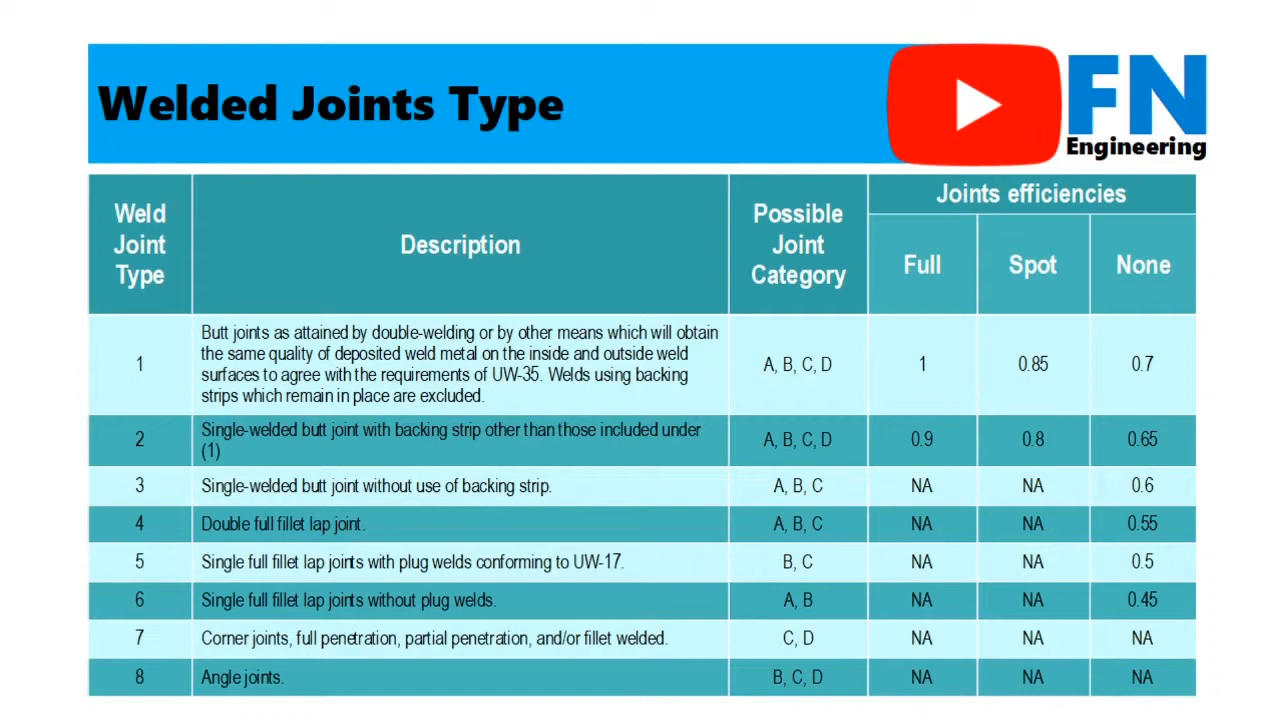 Welded Joints Type
FN
Engineering
Weld
Joint
Type
Description
Possible
Joint
Category
Joints efficiencies
Full
Spot
None
1
Butt joints as attained by double-welding or by other means which will obtain
the same quality of deposited weld metal on the inside and outside weld
surfaces to agree with the requirements of UW-35. Welds using backing
strips which remain in place are excluded.
A, B, C, D
1
0.85
0.7
2
Single-welded butt joint with backing strip other than those included under
(1)
A, B, C, D
0.9
0.8
0.65
3
Single-welded butt joint without use of backing strip.
A, B, C
NA
NA
0.6
4
Double full fillet lap joint.
A, B, C
NA
NA
0.55
5
Single full fillet lap joints with plug welds conforming to UW-17.
B, C
NA
NA
0.5
6
Single full fillet lap joints without plug welds.
A, B
NA
NA
0.45
7
Corner joints, full penetration, partial penetration, and/or fillet welded.
C, D
NA
NA
NA
8
Angle joints.
B, C, D
NA
NA
NA